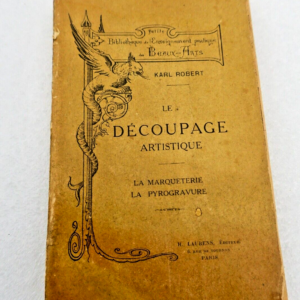 Petite
Bibliothèque d'Enseignement pratique
des Beaux-Arts
KARL ROBERT
LE
DÉCOUPAGE
ARTISTIQUE
LA MARQUETERIE
LA PYROGRAVURE
H. LAURENS, Éditeur
PARIS